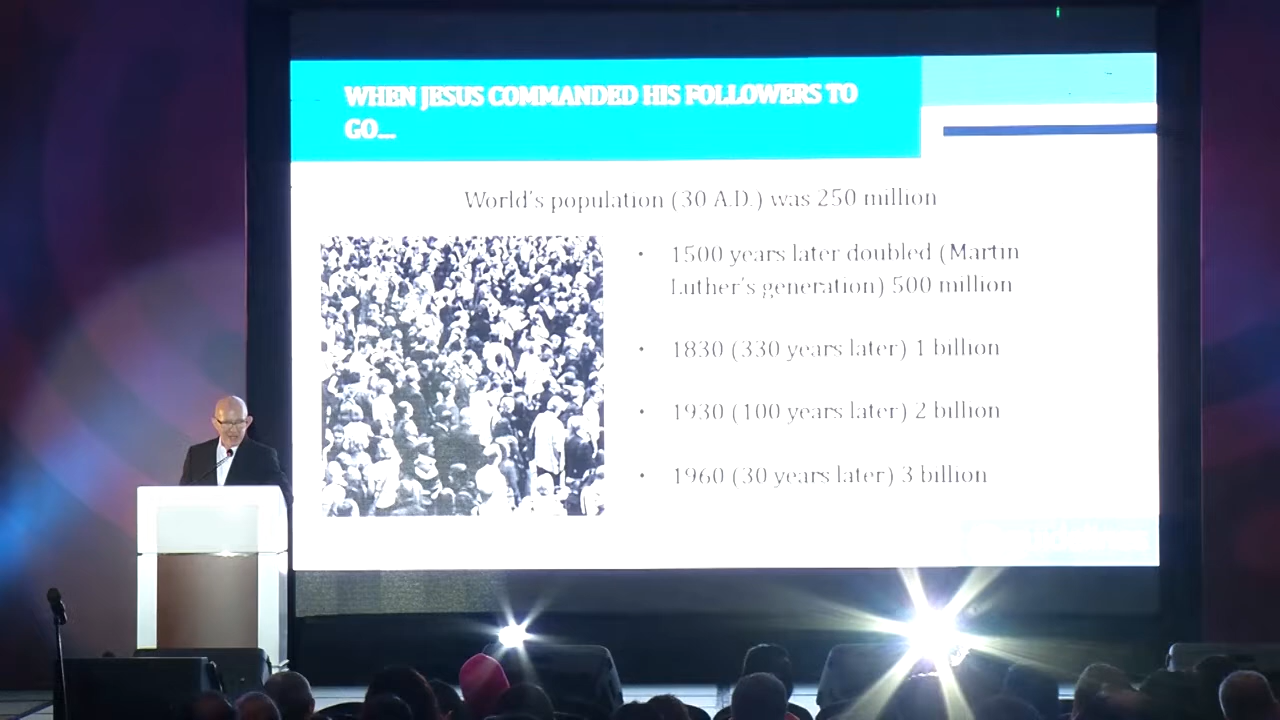 WHEN JESUS COMMANDED HIS FOLLOWERS TO
GO...
World's population (30 A.D.) was 250 million
• 1500 years later doubled (Martin
Luther's generation) 500 million
• 1830 (330 years later) 1 billion
• 1930 (100 years later) 2 billion
• 1960 (30 years later) 3 billion